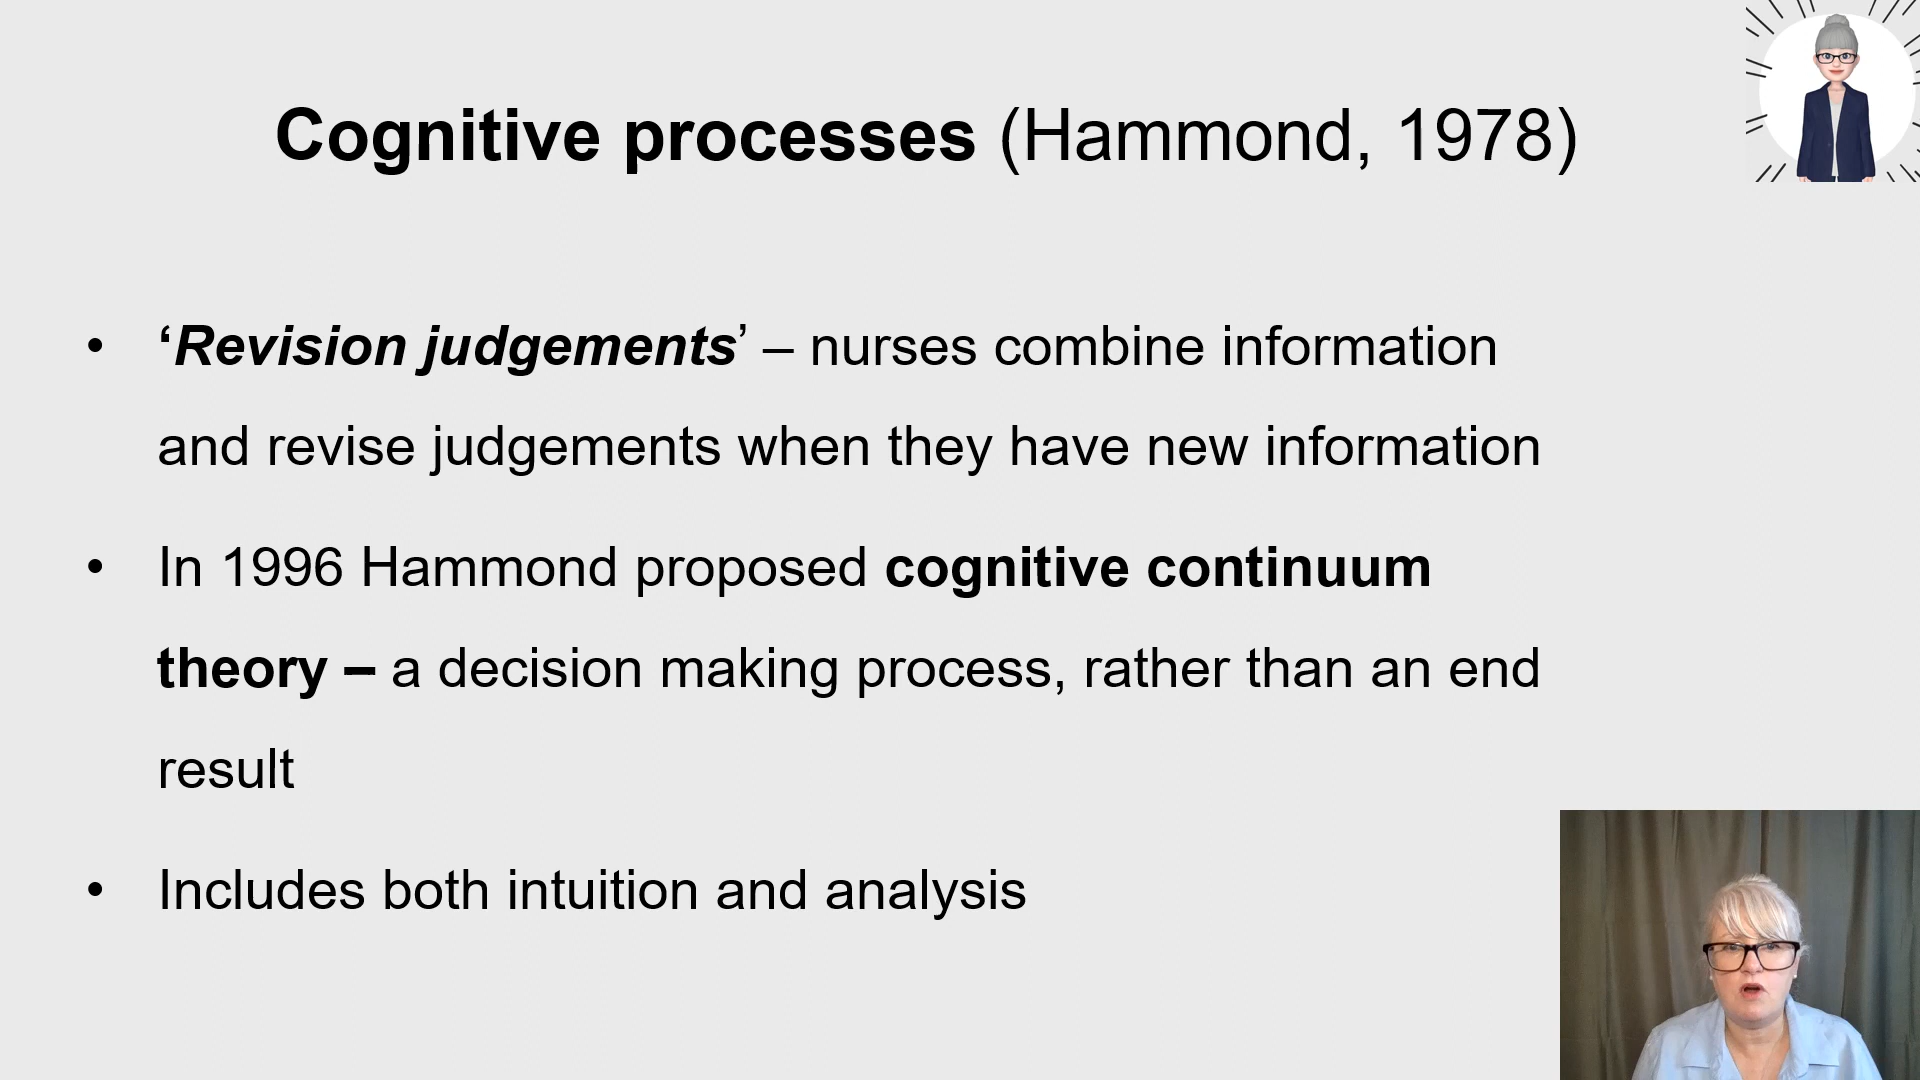 Cognitive processes (Hammond, 1978)
• ‘Revision judgements’ – nurses combine information
and revise judgements when they have new information
• In 1996 Hammond proposed cognitive continuum
theory – a decision making process, rather than an end
result
• Includes both intuition and analysis